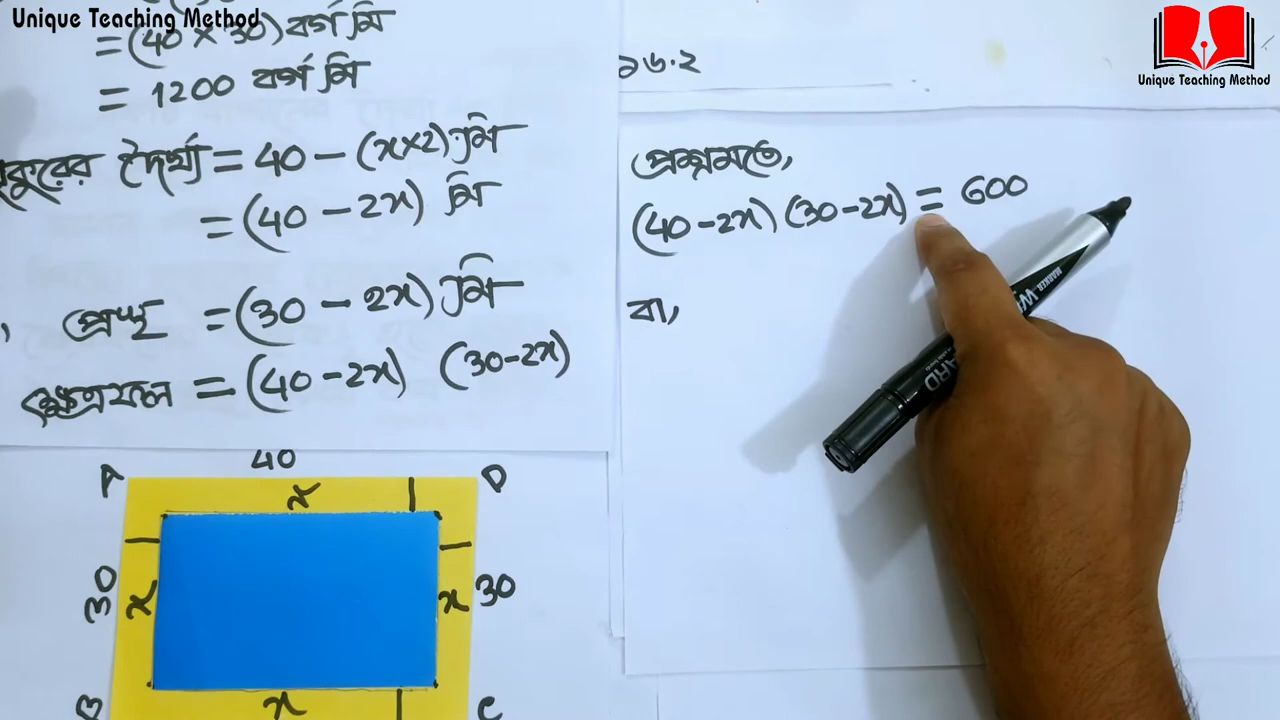 Unique Teaching Method
= (40 × 30) বর্গ মি
= 1200 বর্গ মি
কুরের দৈর্ঘ্য = 40 – (x×2) মি
= (40 – 2x) মি
, প্রস্থ = (30 – 2x) মি
ক্ষেত্রফল = (40 – 2x) (30 – 2x)
40
A
x
D
30
x
x
30
B
x
C
১৬.২
প্রশ্নমতে,
(40 – 2x) (30 – 2x) = 600
বা,
MARKER
Unique Teaching Method